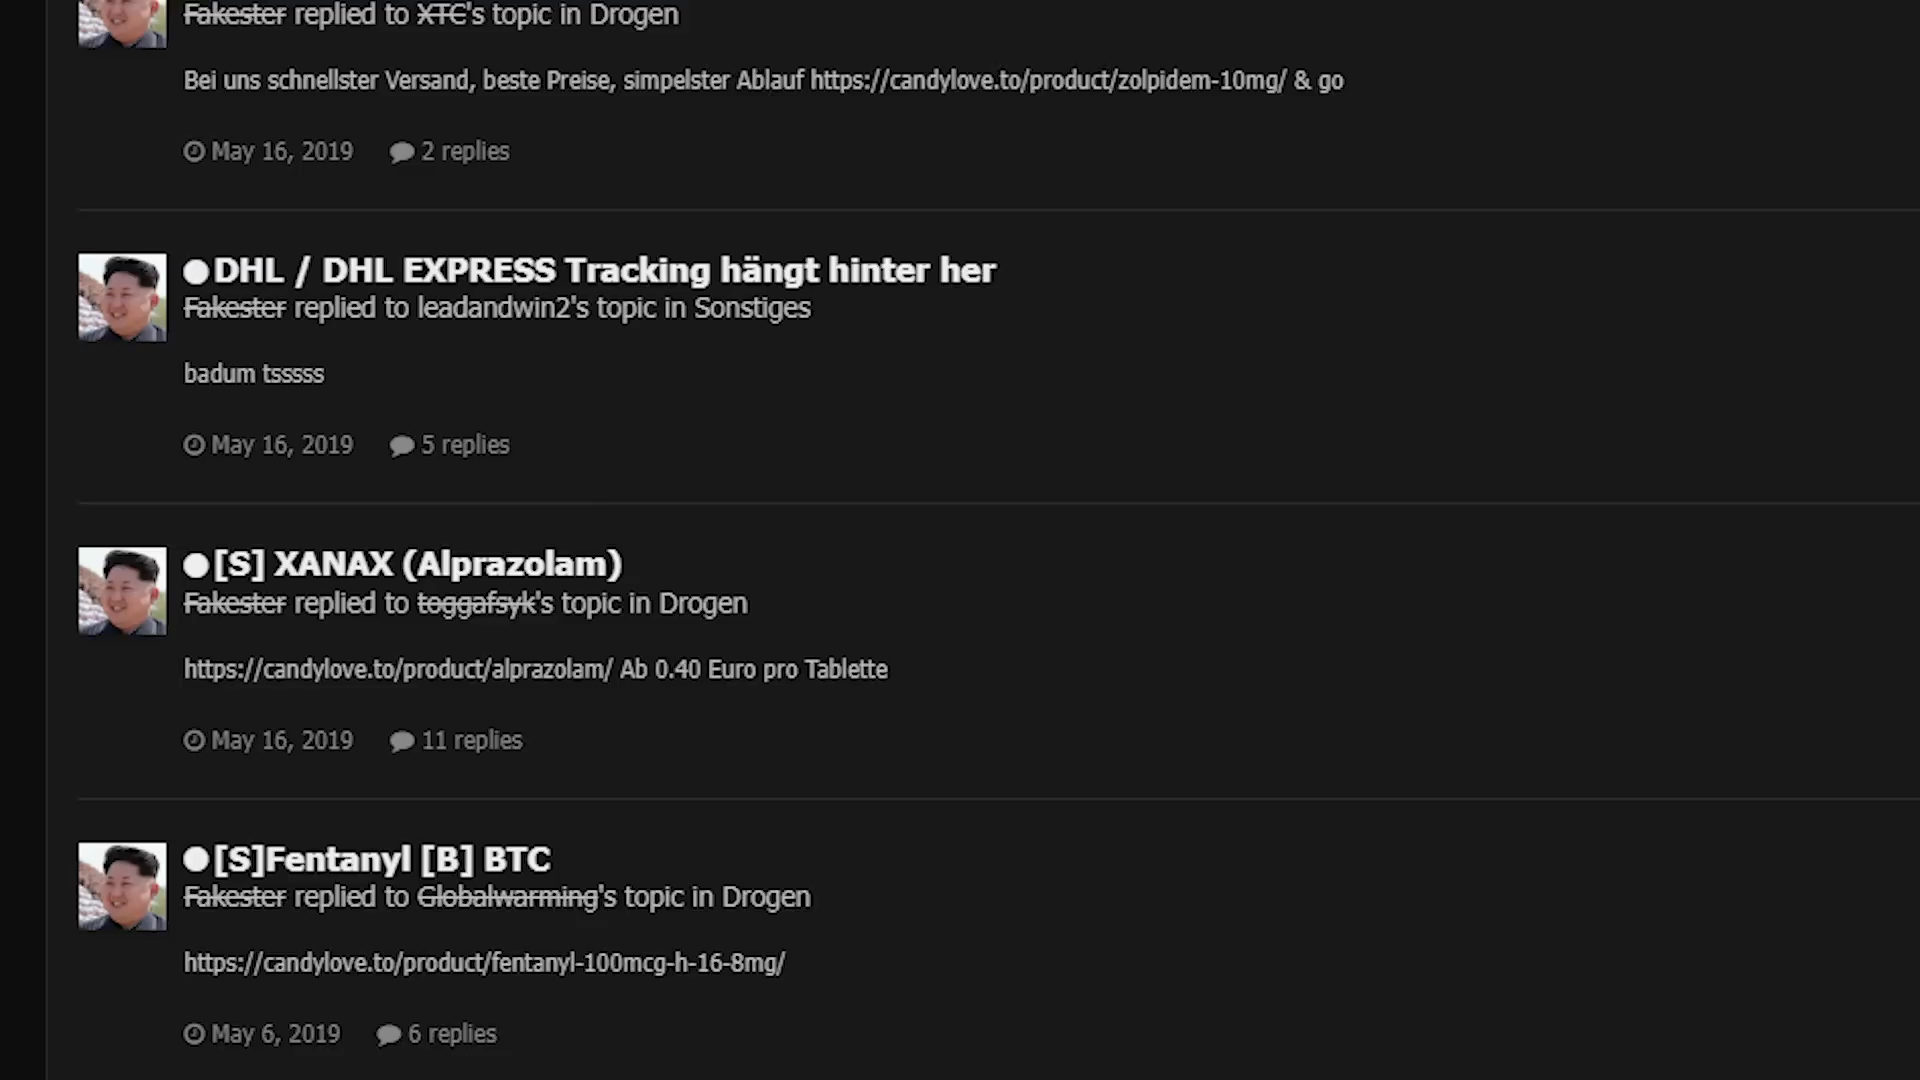 Fakester replied to XTC's topic in Drogen
Bei uns schnellster Versand, beste Preise, simpelster Ablauf https://candylove.to/product/zolpidem-10mg/ & go
May 16, 2019 2 replies
DHL / DHL EXPRESS Tracking hängt hinter her
Fakester replied to leadandwin2's topic in Sonstiges
badum tsssss
May 16, 2019 5 replies
[S] XANAX (Alprazolam)
Fakester replied to toggafsyk's topic in Drogen
https://candylove.to/product/alprazolam/ Ab 0.40 Euro pro Tablette
May 16, 2019 11 replies
[S]Fentanyl [B] BTC
Fakester replied to Globalwarming's topic in Drogen
https://candylove.to/product/fentanyl-100mcg-h-16-8mg/
May 6, 2019 6 replies